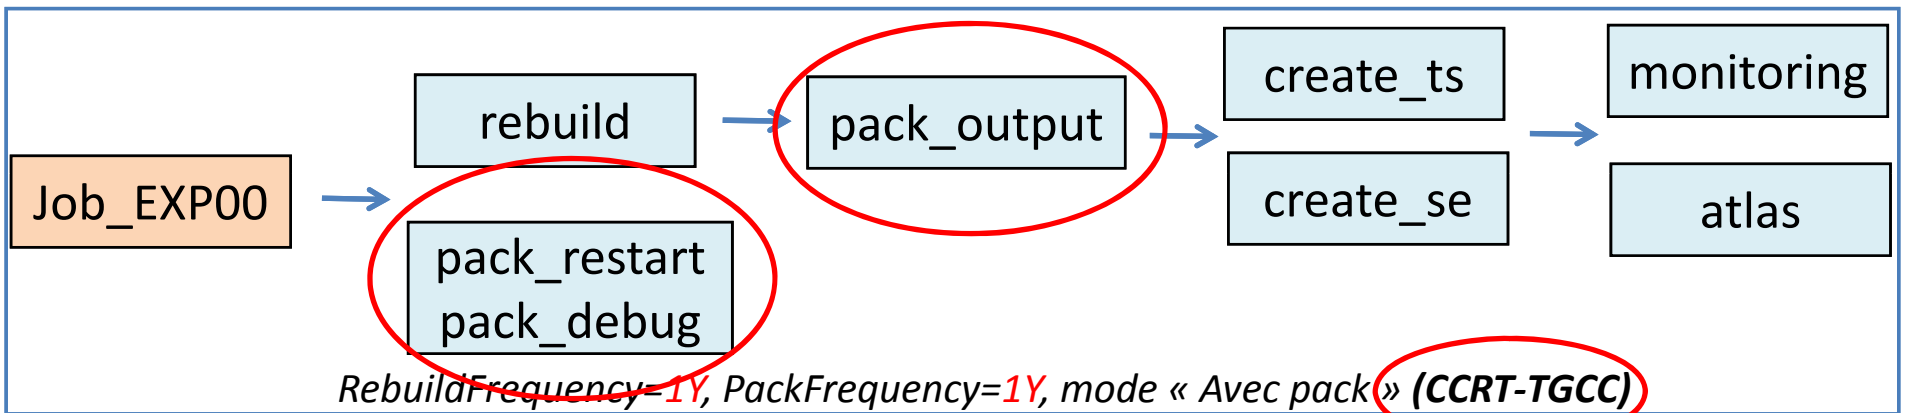 Job_EXP00
rebuild
pack_restart
pack_debug
pack_output
create_ts
create_se
monitoring
atlas
RebuildFrequency=1Y, PackFrequency=1Y, mode « Avec pack » (CCRT-TGCC)